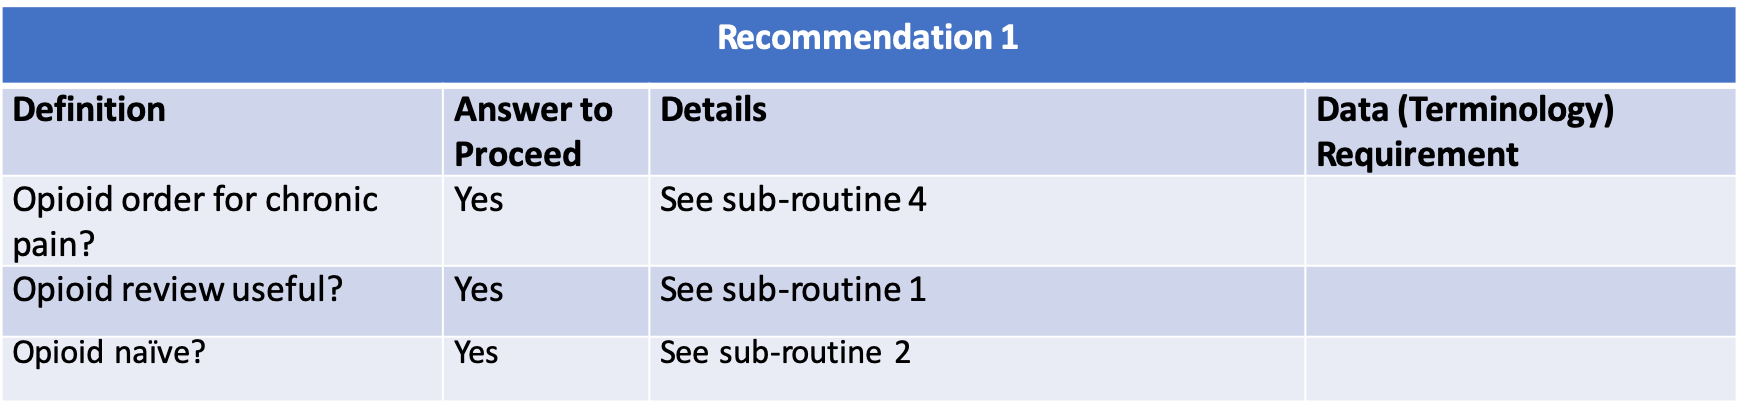 Recommendation 1
Definition
Answer to
Proceed
Details
Data (Terminology)
Requirement
Opioid order for chronic
pain?
Yes
See sub-routine 4
Opioid review useful?
Yes
See sub-routine 1
Opioid naïve?
Yes
See sub-routine 2